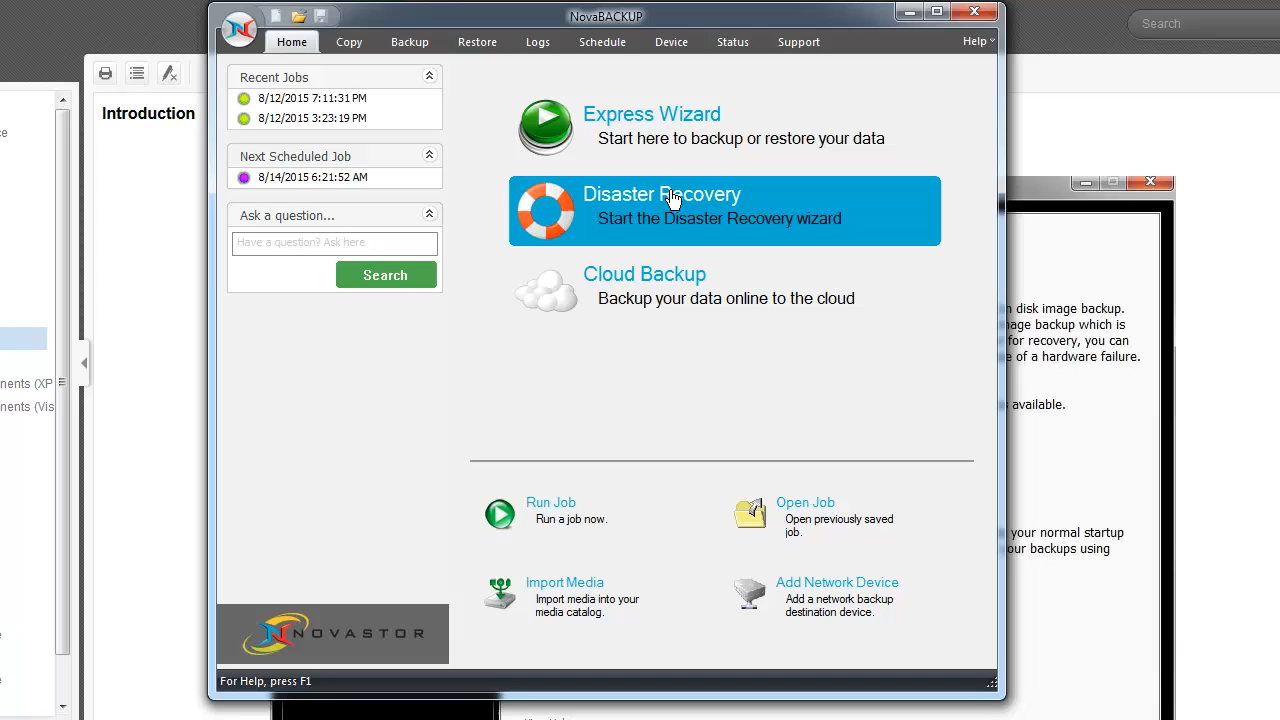 NovaBACKUP
Search
Home Copy Backup Restore Logs Schedule Device Status Support Help
Recent Jobs
8/12/2015 7:11:31 PM
8/12/2015 3:23:19 PM
Next Scheduled Job
8/14/2015 6:21:52 AM
Ask a question...
Have a question? Ask here
Search
Express Wizard
Start here to backup or restore your data
Disaster Recovery
Start the Disaster Recovery wizard
Cloud Backup
Backup your data online to the cloud
Run Job
Run a job now.
Open Job
Open previously saved
job.
Import Media
Import media into your
media catalog.
Add Network Device
Add a network backup
destination device.
NOVASTOR
For Help, press F1
Introduction
ce
nents (XP
nents (Vis
e
e
disk image backup.
age backup which is
for recovery, you can
e of a hardware failure.
available.
your normal startup
our backups using